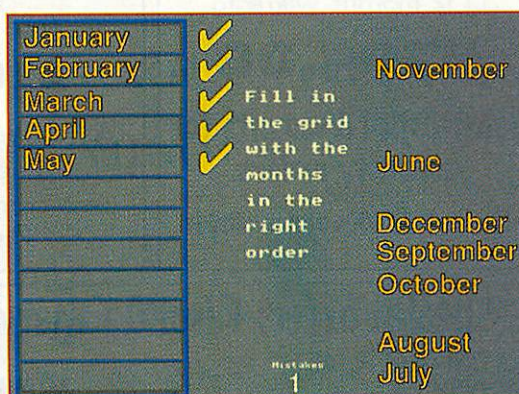 January
February
March
April
May
Fill in
the grid
with the
months
in the
right
order
November
June
December
September
October
August
July
Mistakes
1